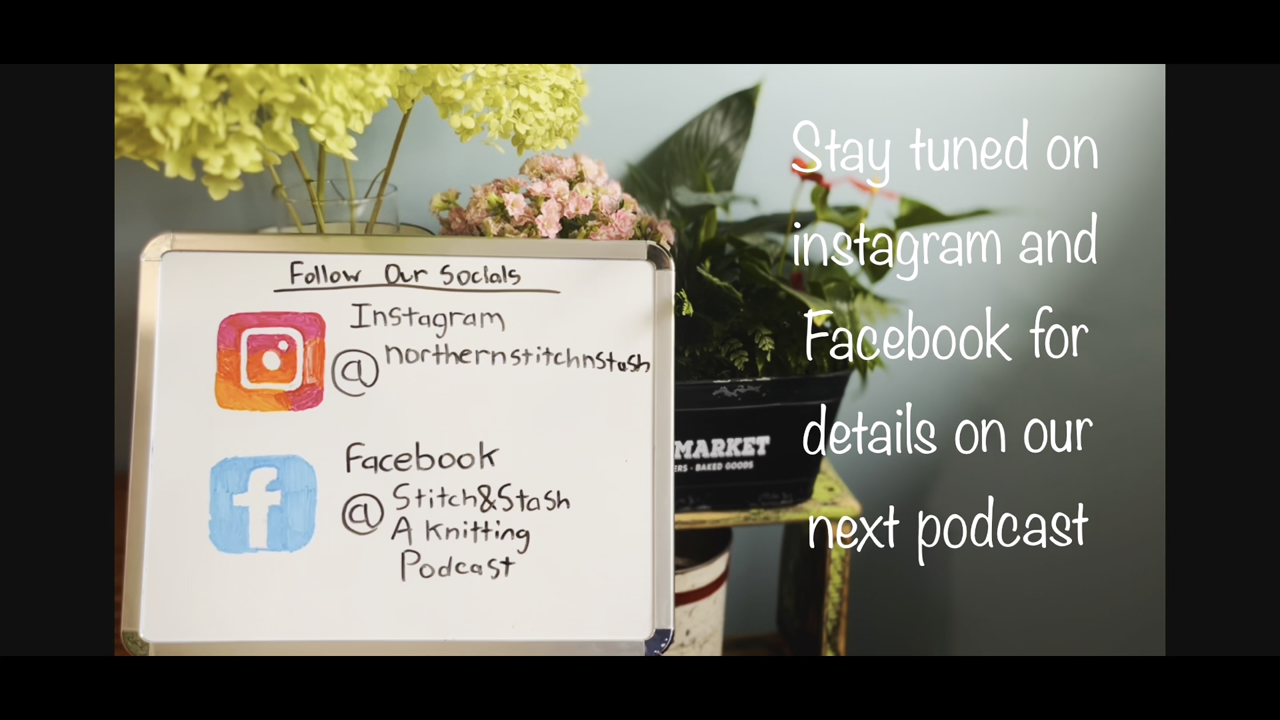 Follow Our Socials
Instagram
@northernstitchnstash
Facebook
@Stitch&Stash
A Knitting
Podcast
MARKET
BAKED GOODS
Stay tuned on
instagram and
Facebook for
details on our
next podcast